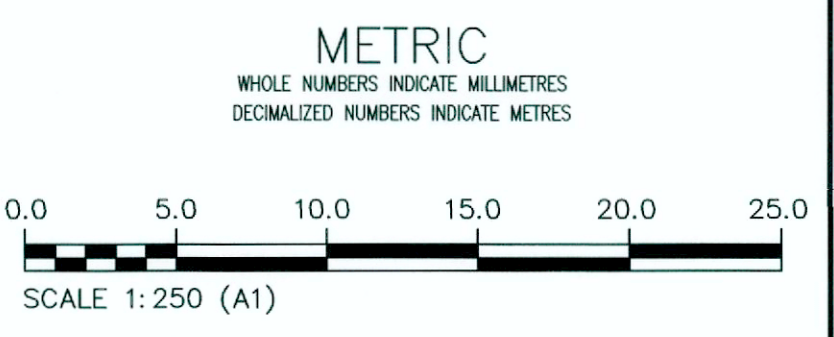 METRIC
WHOLE NUMBERS INDICATE MILLIMETRES
DECIMALIZED NUMBERS INDICATE METRES
0.0 5.0 10.0 15.0 20.0 25.0
SCALE 1:250 (A1)